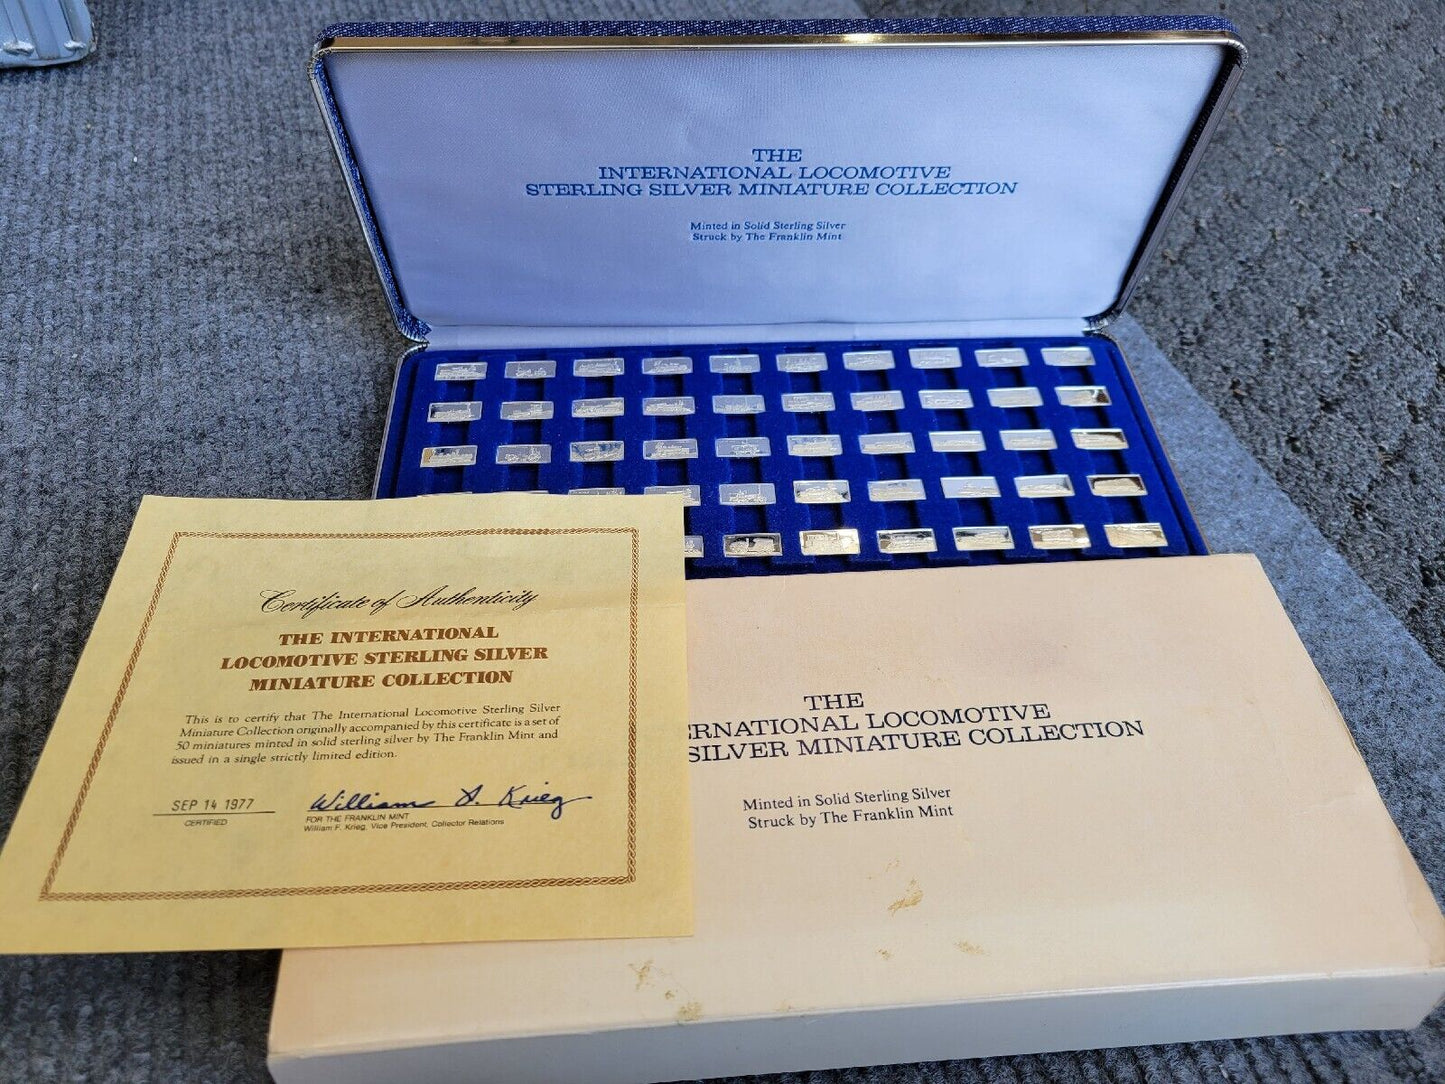 THE
INTERNATIONAL LOCOMOTIVE
STERLING SILVER MINIATURE COLLECTION
Minted in Solid Sterling Silver
Struck by The Franklin Mint
Certificate of Authenticity
THE INTERNATIONAL
LOCOMOTIVE STERLING SILVER
MINIATURE COLLECTION
This is to certify that The International Locomotive Sterling Silver
Miniature Collection originally accompanied by this certificate is a set of
50 miniatures minted in solid sterling silver by The Franklin Mint and
issued in a single strictly limited edition.
SEP 14 1977
CERTIFIED
William F. Krieg
FOR THE FRANKLIN MINT
William F. Krieg, Vice President, Collector Relations
THE
ERNATIONAL LOCOMOTIVE
SILVER MINIATURE COLLECTION
Minted in Solid Sterling Silver
Struck by The Franklin Mint